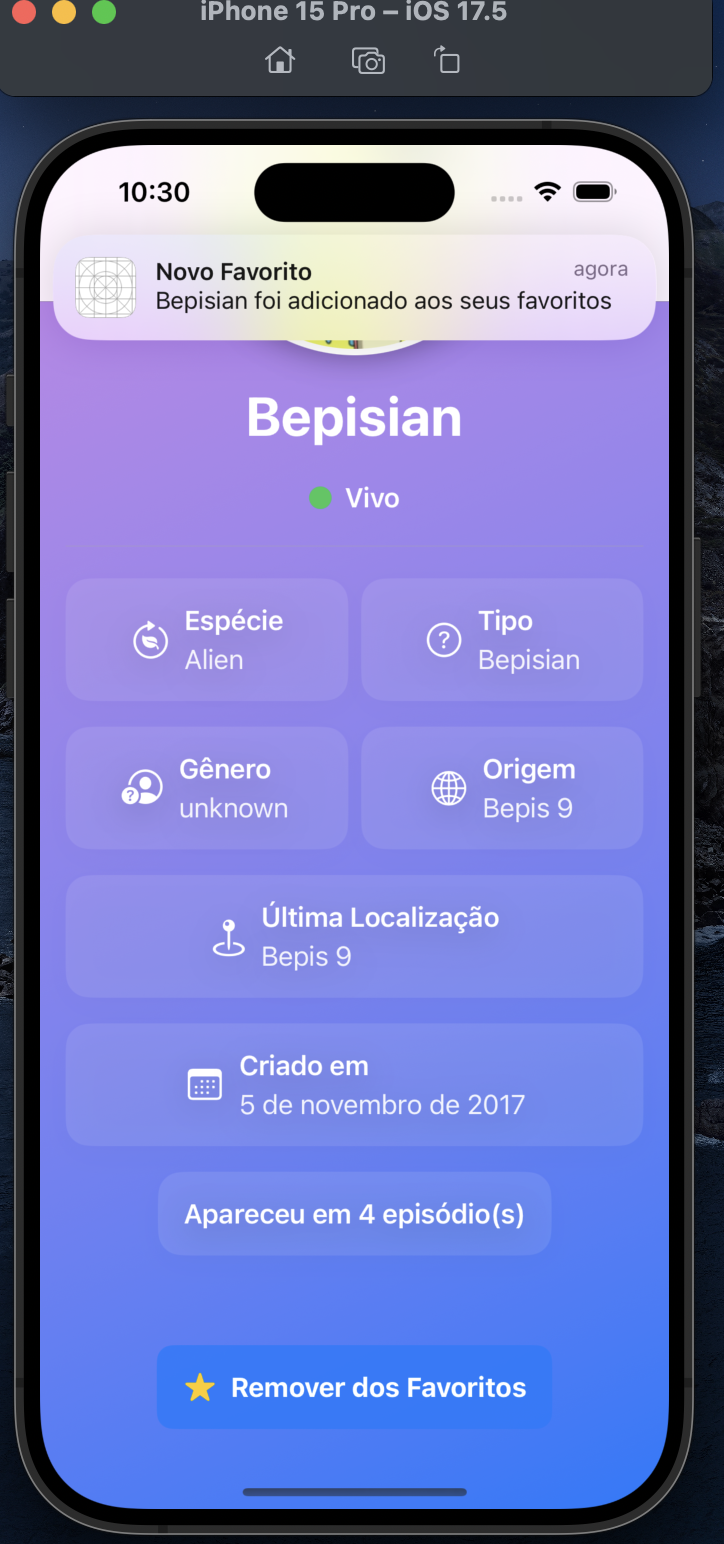 iPhone 15 Pro – iOS 17.5
10:30
Novo Favorito
agora
Bepisian foi adicionado aos seus favoritos
Bepisian
Vivo
Espécie
Alien
Tipo
Bepisian
Gênero
unknown
Origem
Bepis 9
Última Localização
Bepis 9
Criado em
5 de novembro de 2017
Apareceu em 4 episódio(s)
Remover dos Favoritos